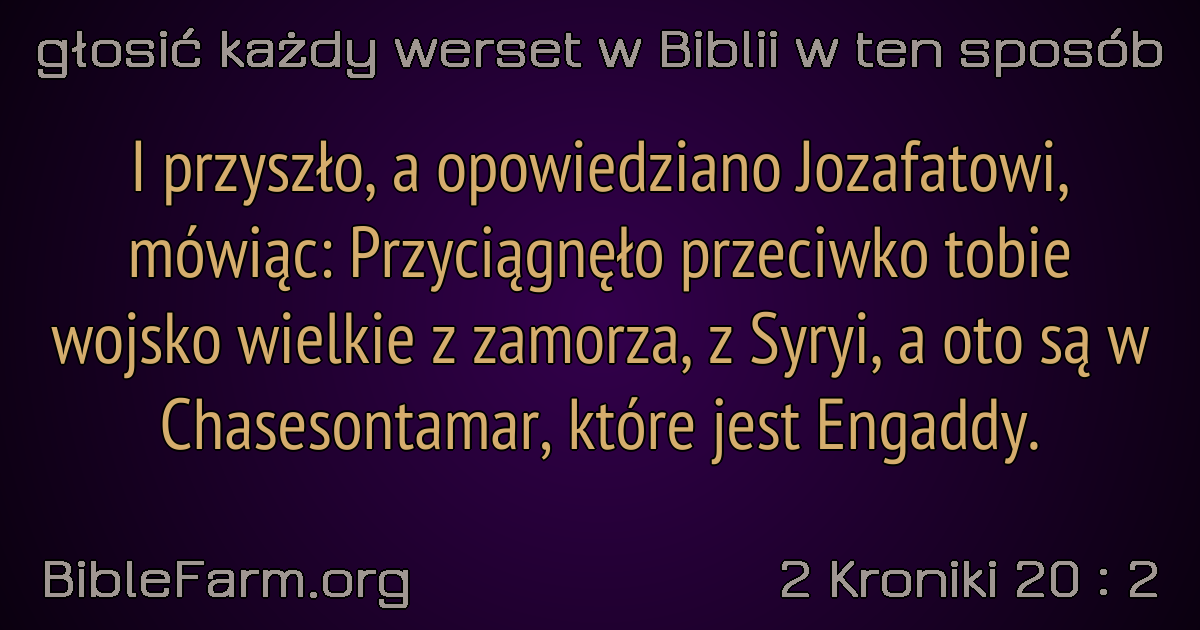 głosić każdy werset w Biblii w ten sposób
I przyszło, a opowiedziano Jozafatowi,
mówiąc: Przyciągnęło przeciwko tobie
wojsko wielkie z zamorza, z Syryi, a oto są w
Chasesontamar, które jest Engaddy.
BibleFarm.org
2 Kroniki 20 : 2